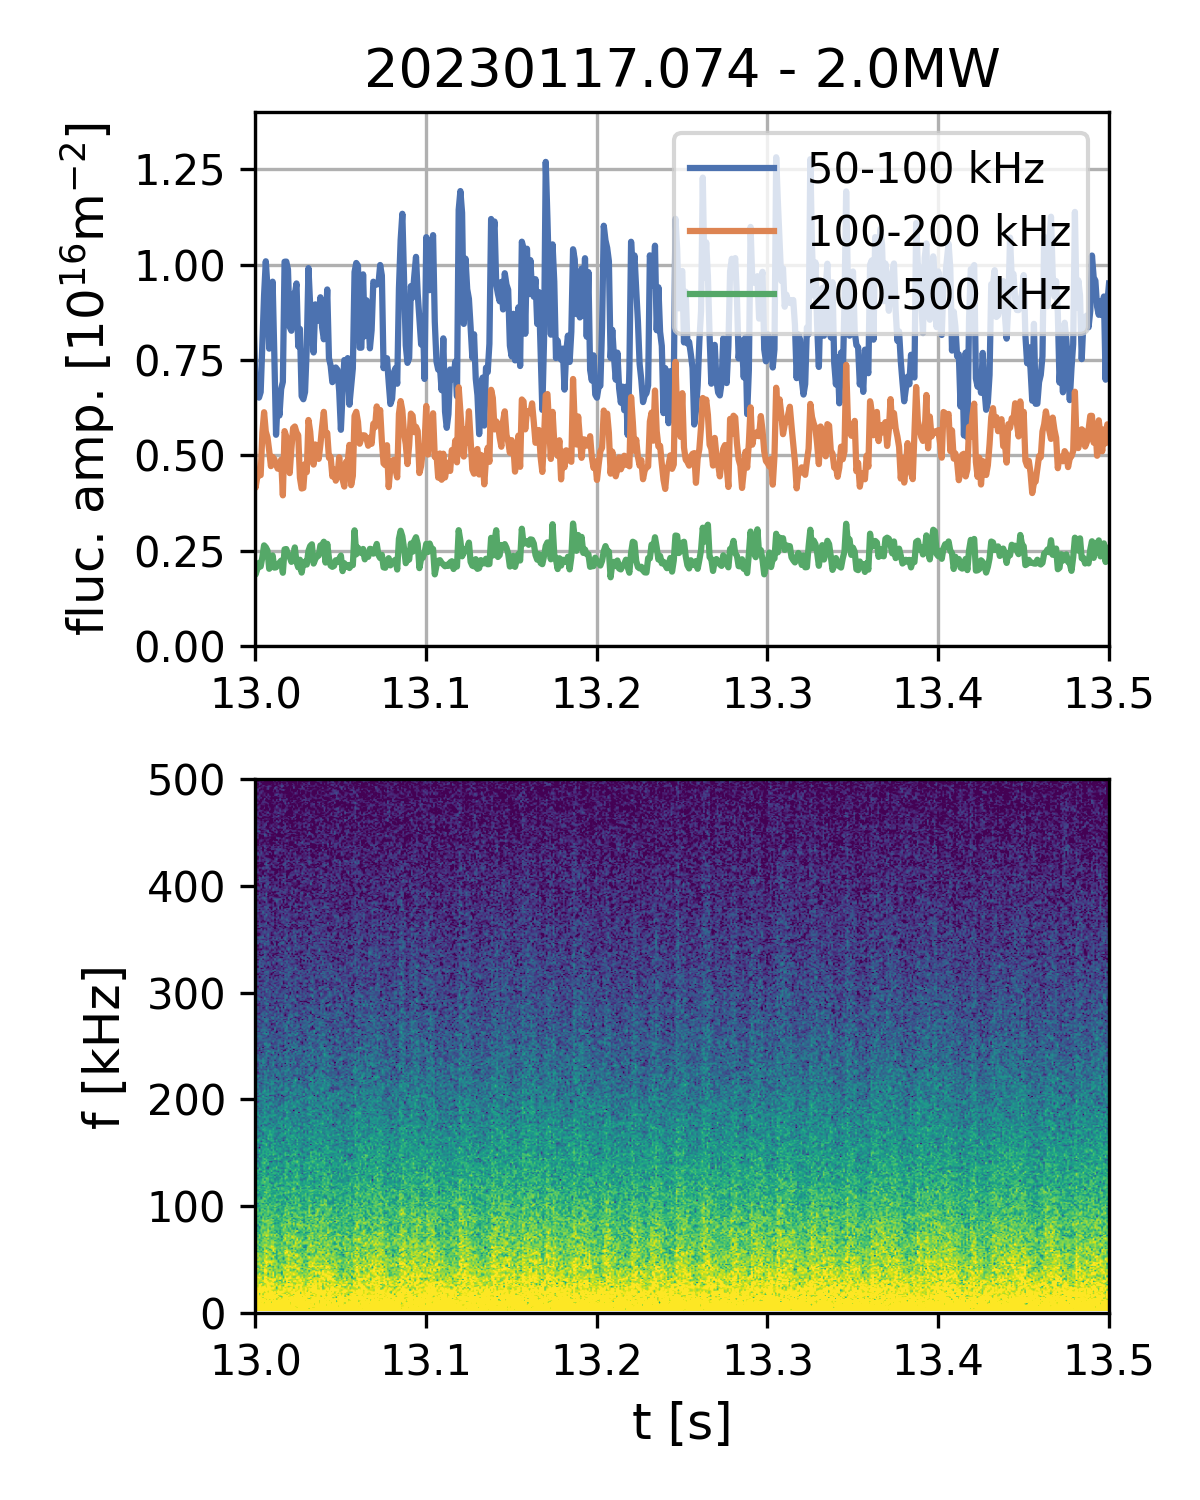 20230117.074 - 2.0MW
fluc. amp. [10¹⁶m⁻²]
1.25
1.00
0.75
0.50
0.25
0.00
50-100 kHz
100-200 kHz
200-500 kHz
13.0 13.1 13.2 13.3 13.4 13.5
f [kHz]
500
400
300
200
100
0
13.0 13.1 13.2 13.3 13.4 13.5
t [s]